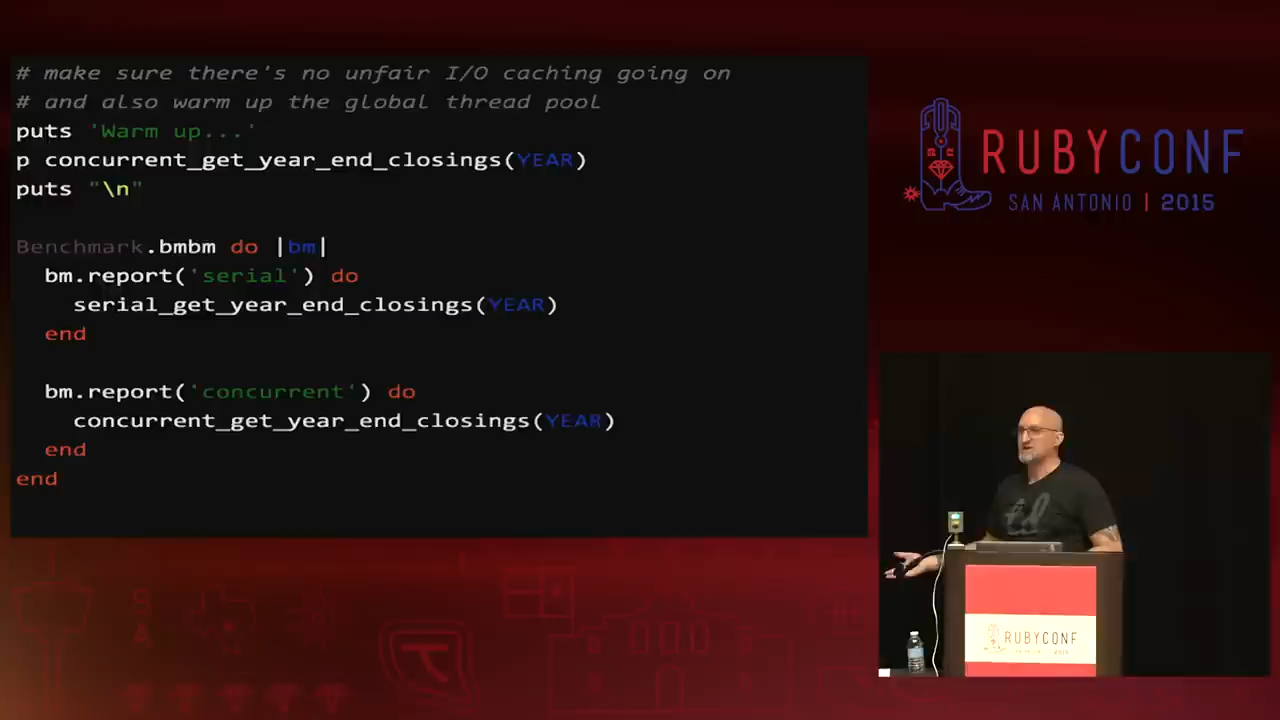 # make sure there's no unfair I/O caching going on
# and also warm up the global thread pool
puts 'Warm up...'
p concurrent_get_year_end_closings(YEAR)
puts "\n"
Benchmark.bmbm do |bm|
bm.report('serial') do
serial_get_year_end_closings(YEAR)
end
bm.report('concurrent') do
concurrent_get_year_end_closings(YEAR)
end
end
RUBYCONF
SAN ANTONIO | 2015
RUBYCONF